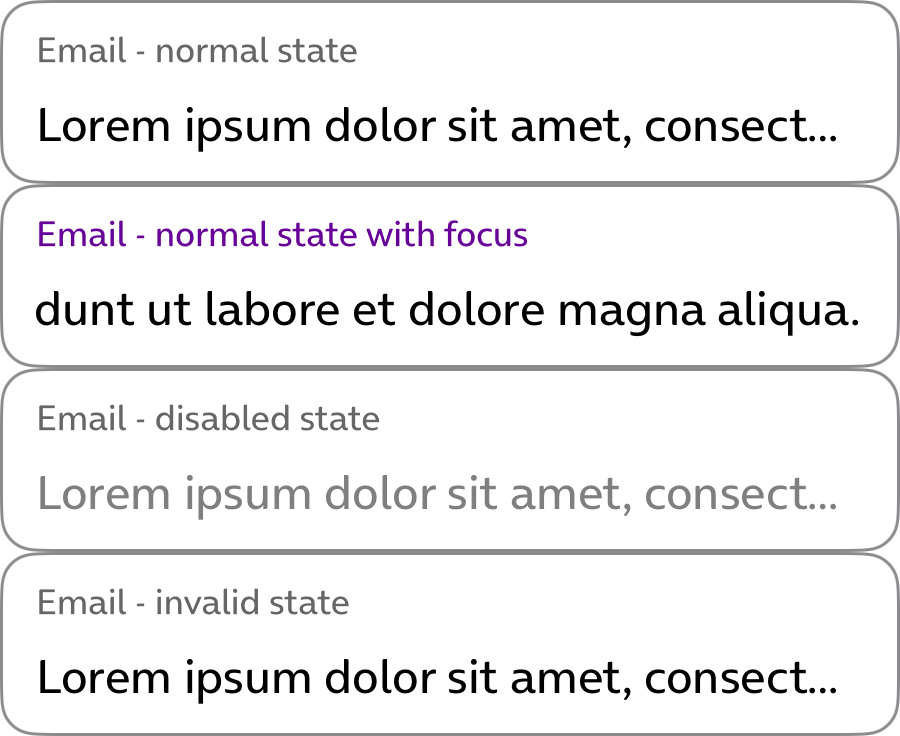 Email - normal state
Lorem ipsum dolor sit amet, consect...
Email - normal state with focus
dunt ut labore et dolore magna aliqua.
Email - disabled state
Lorem ipsum dolor sit amet, consect...
Email - invalid state
Lorem ipsum dolor sit amet, consect...